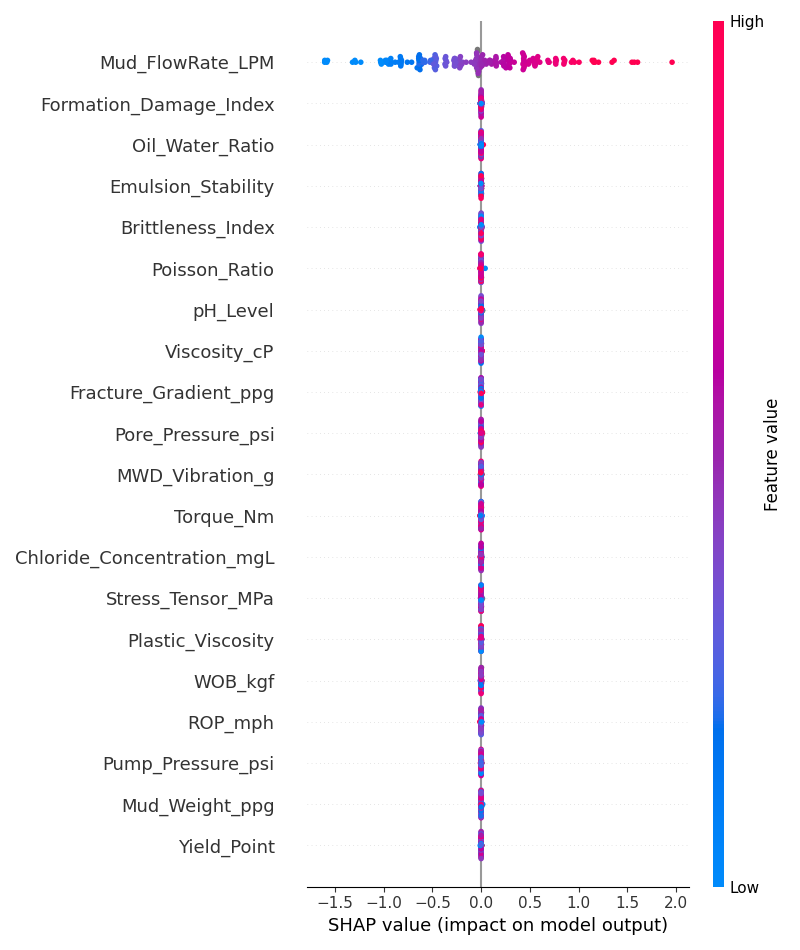 High
Mud_FlowRate_LPM
Formation_Damage_Index
Oil_Water_Ratio
Emulsion_Stability
Brittleness_Index
Poisson_Ratio
pH_Level
Viscosity_cP
Fracture_Gradient_ppg
Pore_Pressure_psi
MWD_Vibration_g
Torque_Nm
Chloride_Concentration_mgL
Stress_Tensor_MPa
Plastic_Viscosity
WOB_kgf
ROP_mph
Pump_Pressure_psi
Mud_Weight_ppg
Yield_Point
Feature value
Low
−1.5 −1.0 −0.5 0.0 0.5 1.0 1.5 2.0
SHAP value (impact on model output)